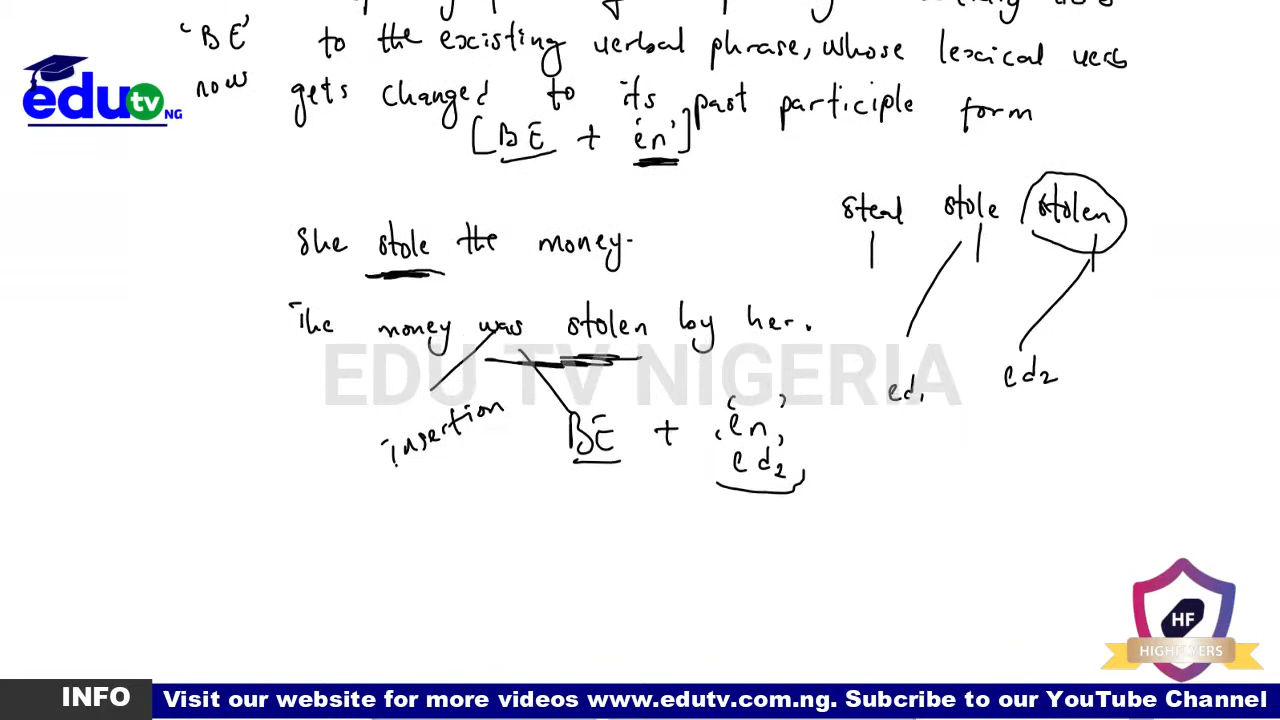 'BE' to the existing verbal phrase, whose lexical verb
now gets changed to its past participle form
[BE + 'en']
steal stole stolen
She stole the money.
The money was stolen by her.
ed1 ed2
insertion BE + 'en'
ed2
edu tv NG
EDU TV NIGERIA
HF
HIGHFLYERS
INFO Visit our website for more videos www.edutv.com.ng. Subcribe to our YouTube Channel